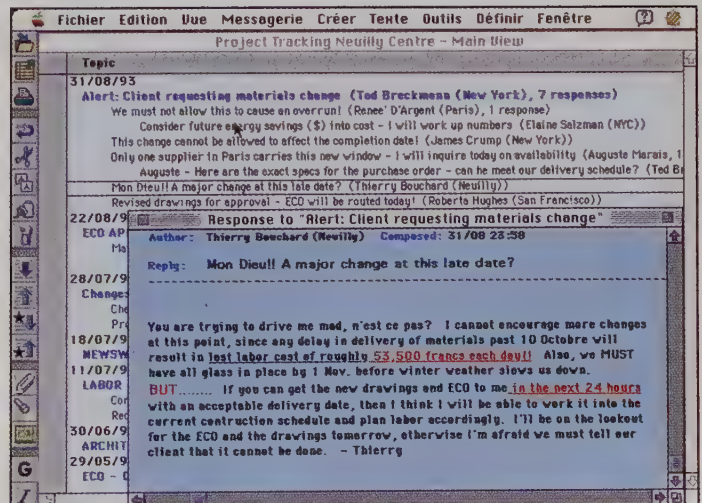 Fichier Edition Vue Messagerie Créer Texte Outils Définir Fenêtre
Project Tracking Neuilly Centre – Main View
Topic
31/08/93
Alert: Client requesting materials change (Ted Breckmann (New York), 7 responses)
We must not allow this to cause an overrun! (Renee' D'Argent (Paris), 1 response)
Consider future energy savings ($) into cost – I will work up numbers (Elaine Salzman (NYC))
This change cannot be allowed to affect the completion date! (James Crump (New York))
Only one supplier in Paris carries this new window – I will inquire today on availability (Auguste Marais, 1
Auguste – Here are the exact specs for the purchase order – can he meet our delivery schedule? (Ted Br
Mon Dieu!! A major change at this late date? (Thierry Bouchard (Neuilly))
Revised drawings for approval – ECO will be routed today! (Roberta Hughes (San Francisco))
22/08/9
ECO AP
Ma
28/07/9
Changes
Che
Pr
18/07/9
NEWSW
11/07/9
LABOR
Cor
Rec
30/06/9
ARCHIT
29/05/9
ECO – C
Response to "Alert: Client requesting materials change"
Author: Thierry Bouchard (Neuilly) Composed: 31/08 23:58
Reply: Mon Dieu!! A major change at this late date?
You are trying to drive me mad, n'est ce pas? I cannot encourage more changes
at this point, since any delay in delivery of materials past 10 Octobre will
result in lost labor cost of roughly 53,500 francs each day!! Also, we MUST
have all glass in place by 1 Nov. before winter weather slows us down.
BUT........ If you can get the new drawings and ECO to me in the next 24 hours
with an acceptable delivery date, then I think I will be able to work it into the
current contruction schedule and plan labor accordingly. I'll be on the lookout
for the ECO and the drawings tomorrow, otherwise I'm afraid we must tell our
client that it cannot be done. – Thierry
G
I